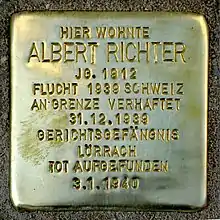 HIER WOHNTE
ALBERT RICHTER
JG. 1912
FLUCHT 1939 SCHWEIZ
AN GRENZE VERHAFTET
31.12.1939
GERICHTSGEFÄNGNIS
LÖRRACH
TOT AUFGEFUNDEN
3.1.1940